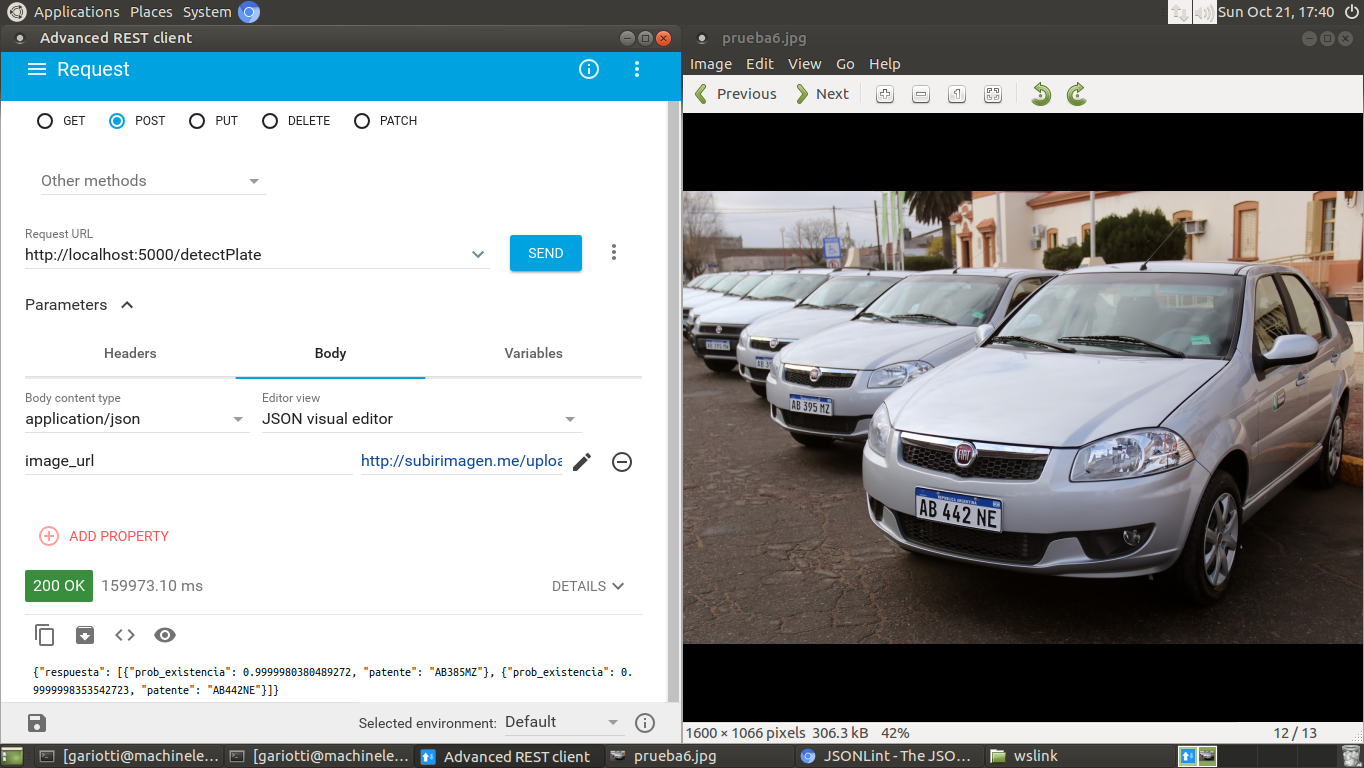 Applications Places System
Sun Oct 21, 17:40
Advanced REST client
Request
GET POST PUT DELETE PATCH
Other methods
Request URL
http://localhost:5000/detectPlate
SEND
Parameters
Headers Body Variables
Body content type
application/json
Editor view
JSON visual editor
image_url
http://subirimagen.me/uploa
ADD PROPERTY
200 OK 159973.10 ms
DETAILS
{"respuesta": [{"prob_existencia": 0.9999980380489272, "patente": "AB385MZ"}, {"prob_existencia": 0.
9999998353542723, "patente": "AB442NE"}]}
Selected environment: Default
prueba6.jpg
Image Edit View Go Help
Previous Next
AB 395 MZ
FIAT
REPUBLICA ARGENTINA
AB 442 NE
1600 × 1066 pixels 306.3 kB 42%
12 / 13
[gariotti@machinele...
[gariotti@machinele...
Advanced REST client
prueba6.jpg
JSONLint - The JSO...
wslink